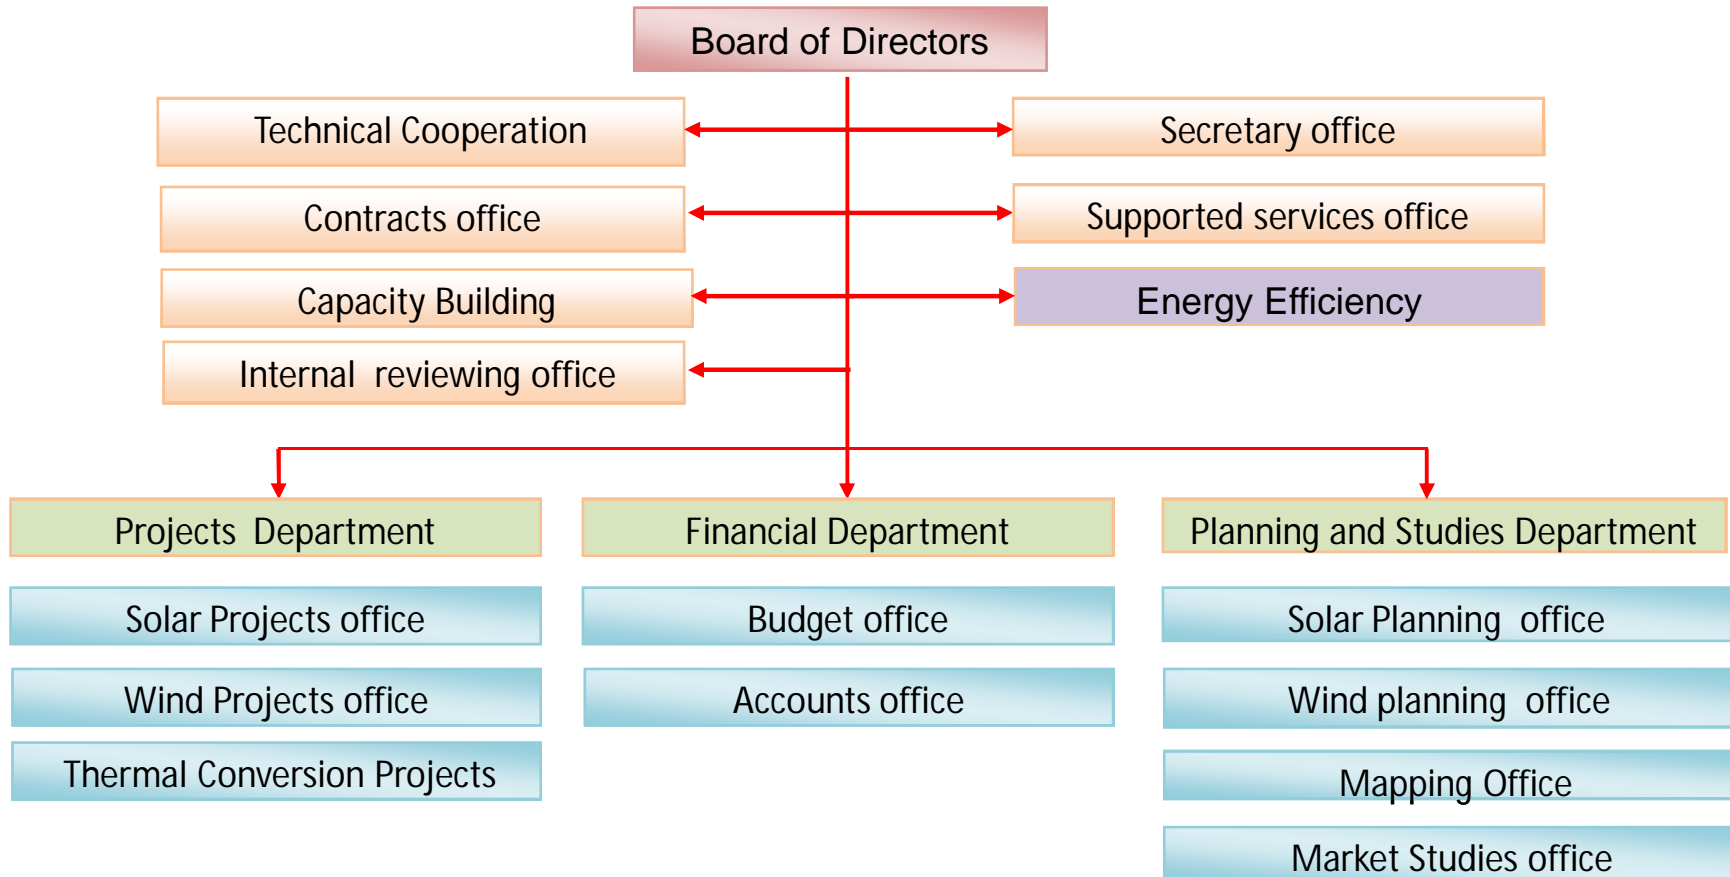 Board of Directors
Technical Cooperation
Secretary office
Contracts office
Supported services office
Capacity Building
Energy Efficiency
Internal  reviewing office
Projects  Department
Financial Department
Planning and Studies Department
Solar Projects office
Budget office
Solar Planning  office
Wind Projects office
Accounts office
Wind planning  office
Thermal Conversion Projects
Mapping Office
Market Studies office